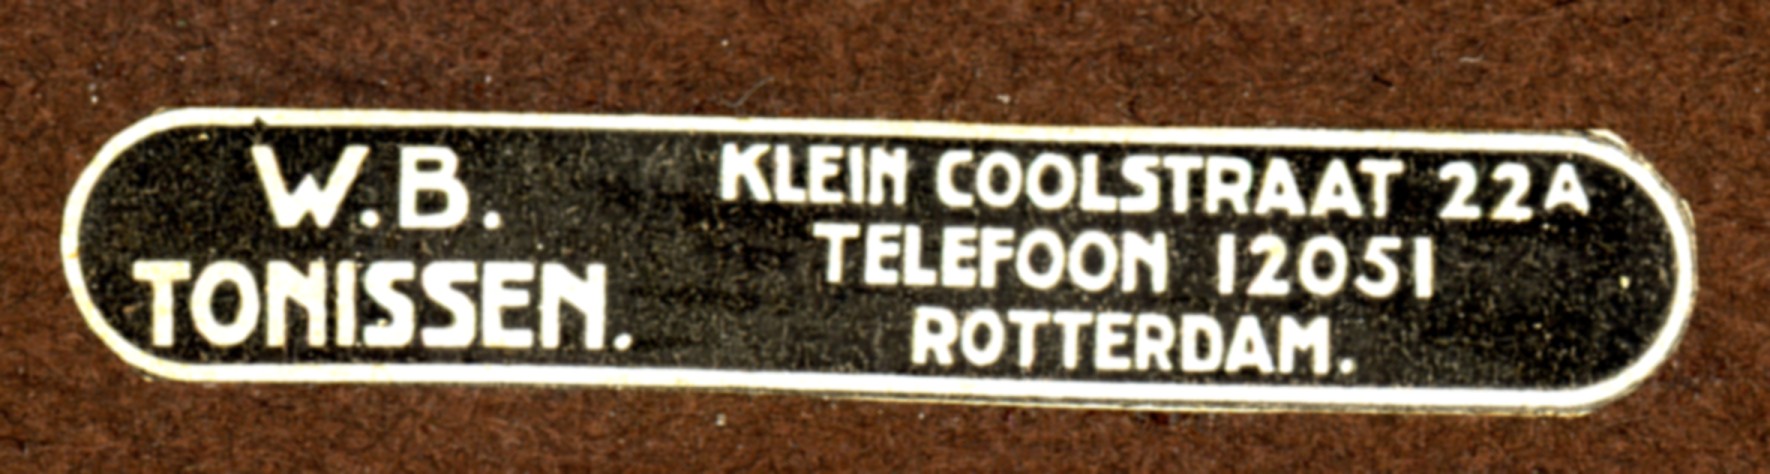 W.B.
TONISSEN.
KLEIN COOLSTRAAT 22A
TELEFOON 12051
ROTTERDAM.